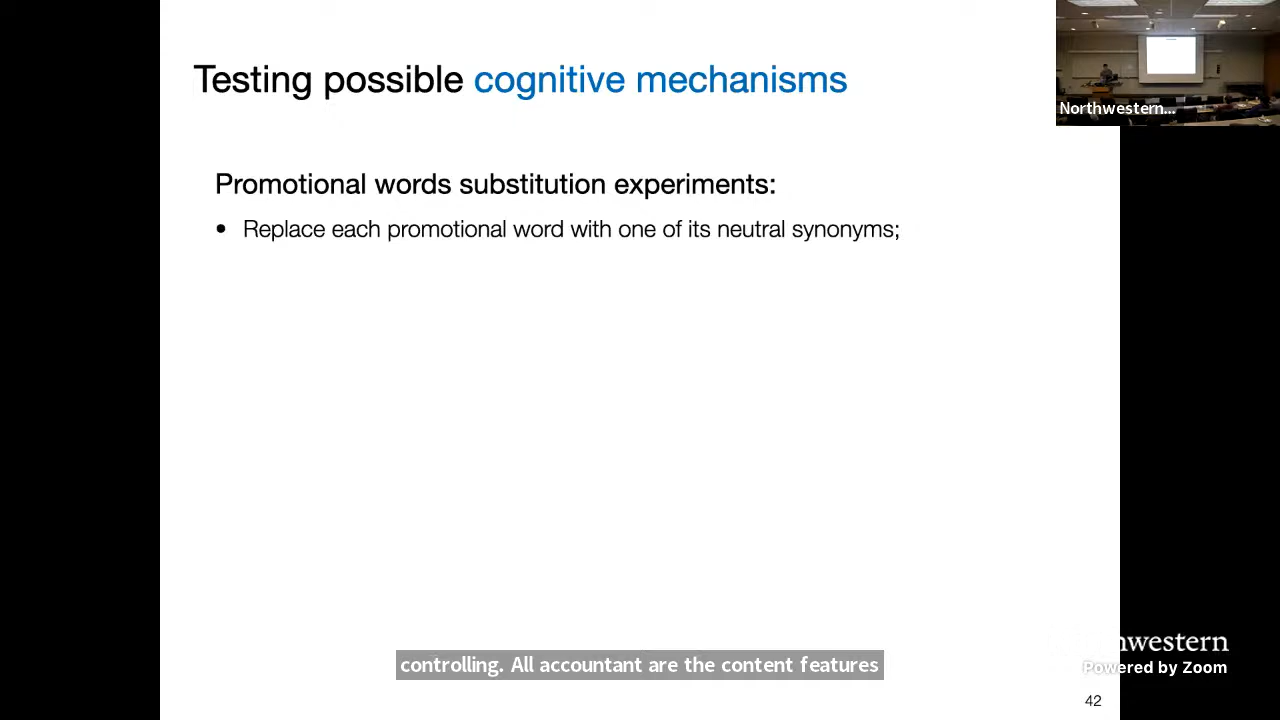 Testing possible cognitive mechanisms
Northwestern...
Promotional words substitution experiments:
• Replace each promotional word with one of its neutral synonyms;
controlling. All accountant are the content features
hwestern
Powered by Zoom
42